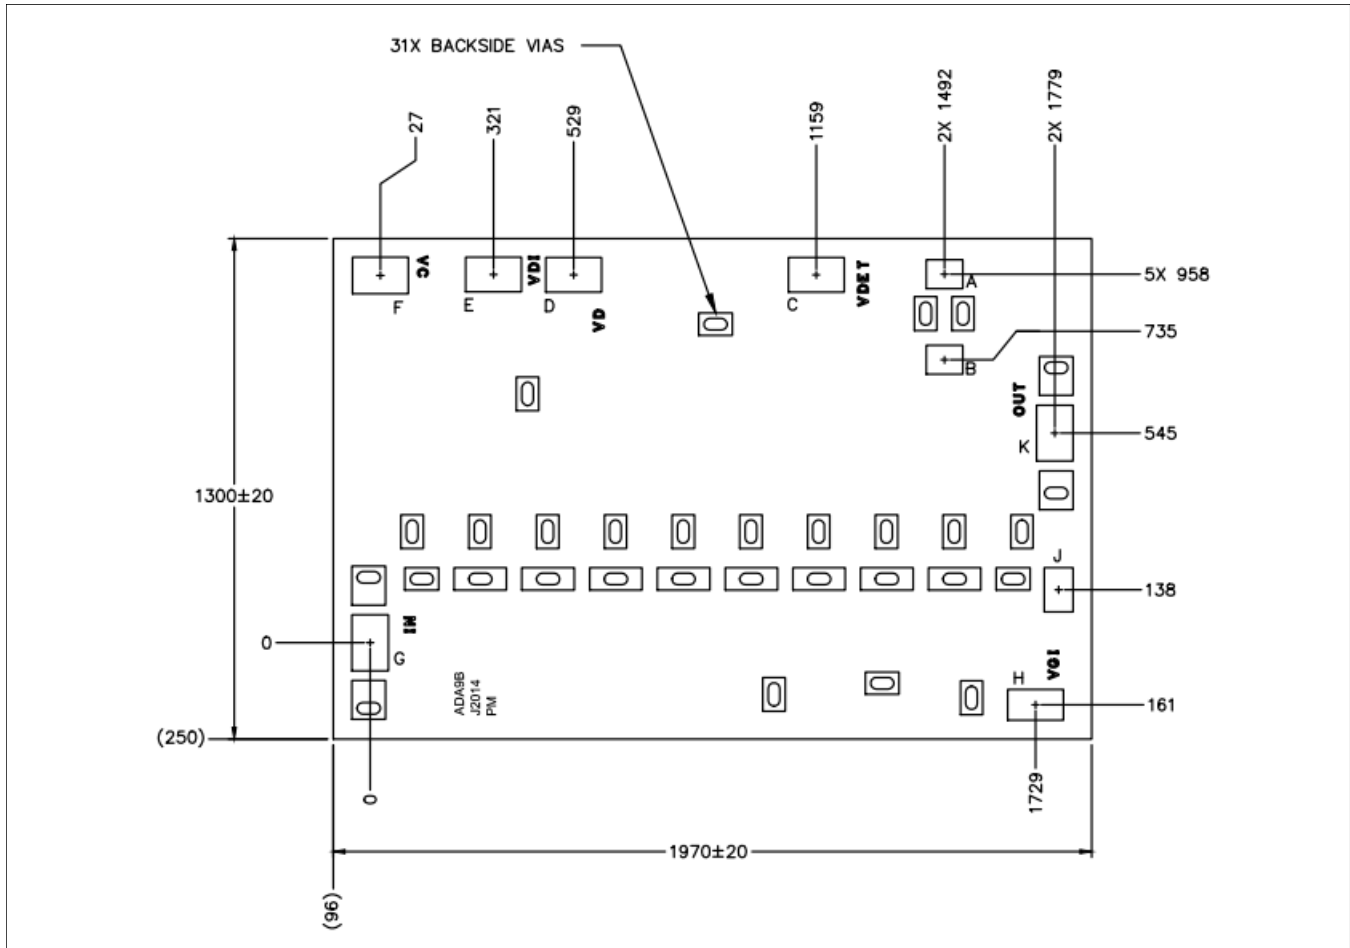 31X BACKSIDE VIAS
27
321
529
1159
2X 1492
2X 1779
VC
VDI
VDET
A
5X 958
F
E
D
C
VD
735
B
OUT
K
545
1300±20
J
138
IN
0
G
VGI
H
ADA9B
J2014
PM
161
(250)
0
1729
1970±20
(96)